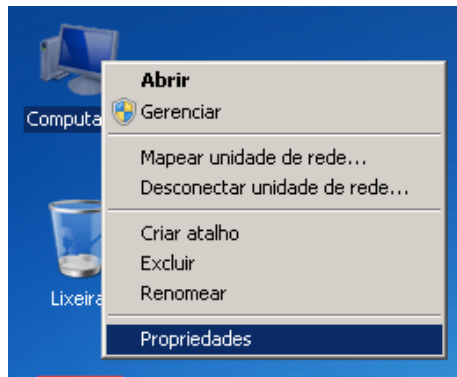 Computa
Abrir
Gerenciar
Mapear unidade de rede...
Desconectar unidade de rede...
Criar atalho
Excluir
Renomear
Lixeira
Propriedades